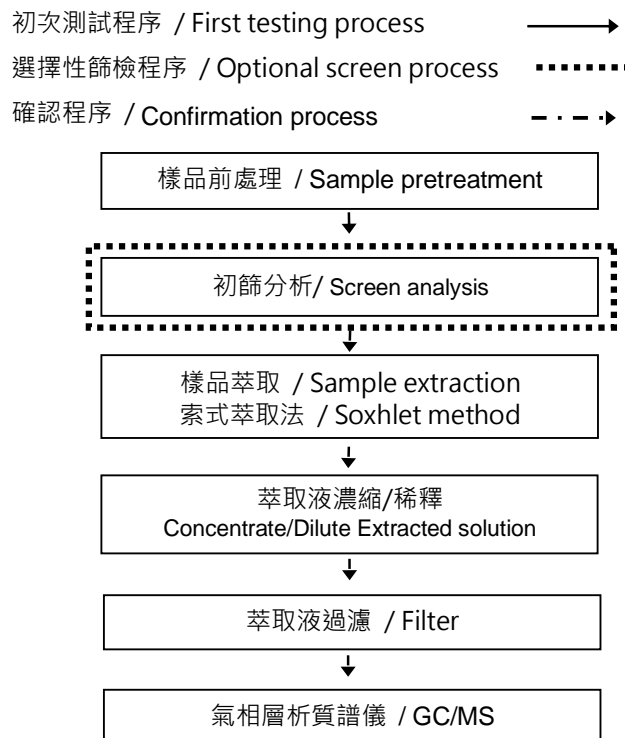 初次測試程序 / First testing process
選擇性篩檢程序 / Optional screen process
確認程序 / Confirmation process
樣品前處理 / Sample pretreatment
初篩分析/ Screen analysis
樣品萃取 / Sample extraction
索式萃取法 / Soxhlet method
萃取液濃縮/稀釋
Concentrate/Dilute Extracted solution
萃取液過濾 / Filter
氣相層析質譜儀 / GC/MS